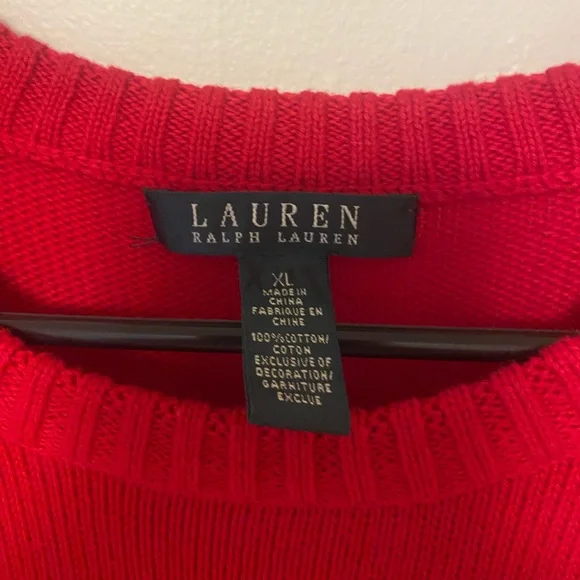 LAUREN
RALPH LAUREN
XL
MADE IN
CHINA
FABRIQUE EN
CHINE
100%COTTON/
COTON
EXCLUSIVE OF
DECORATION/
GARNITURE
EXCLUE